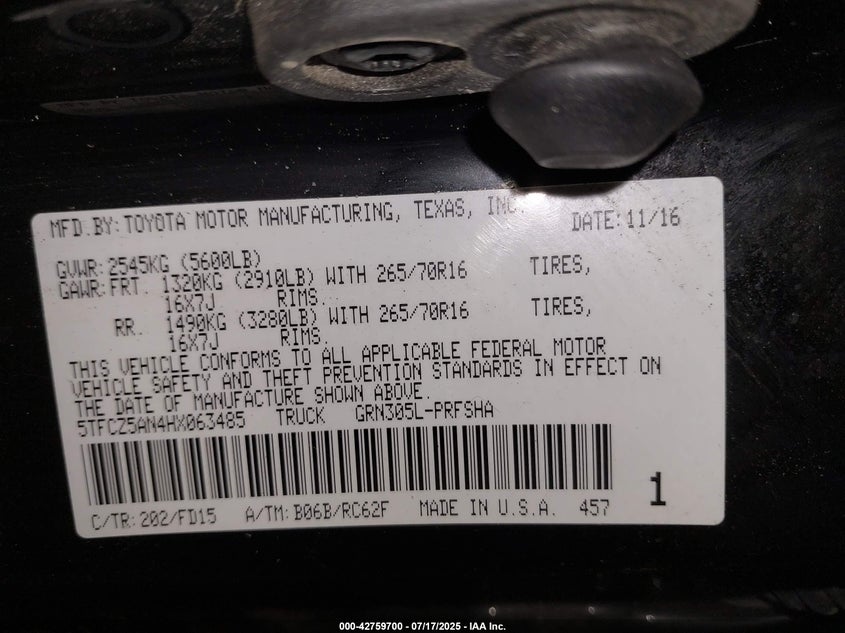 MFD.BY:TOYOTA MOTOR MANUFACTURING, TEXAS, INC. DATE:11/16
GVWR:2545KG (5600LB)
GAWR:FRT. 1320KG (2910LB) WITH 265/70R16 TIRES,
16X7J RIMS.
RR. 1490KG (3280LB) WITH 265/70R16 TIRES,
16X7J RIMS.
THIS VEHICLE CONFORMS TO ALL APPLICABLE FEDERAL MOTOR
VEHICLE SAFETY AND THEFT PREVENTION STANDARDS IN EFFECT ON
THE DATE OF MANUFACTURE SHOWN ABOVE.
5TFCZ5AN4HX063485 TRUCK GRN305L-PRFSHA
1
C/TR:202/FD15 A/TM:B06B/RC62F MADE IN U.S.A. 457
000-42759700 - 07/17/2025 - IAA Inc.